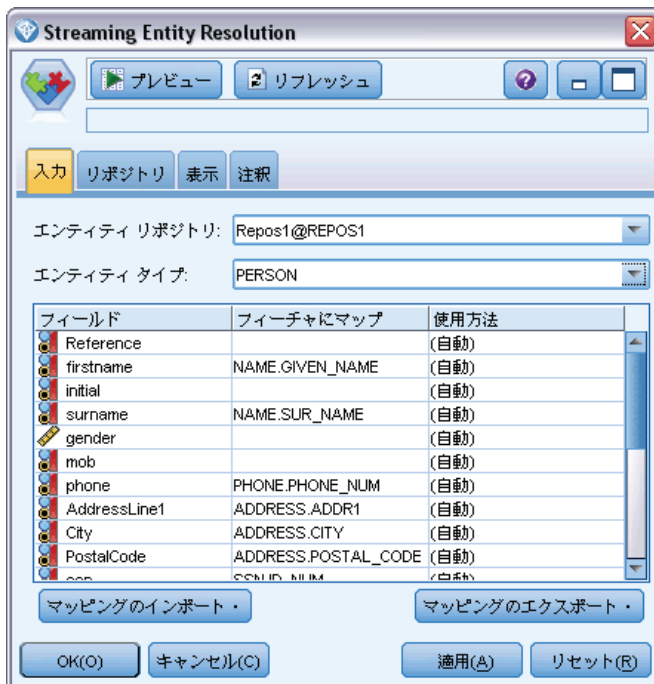 Streaming Entity Resolution
プレビュー リフレッシュ
入力 リポジトリ 表示 注釈
エンティティ リポジトリ: Repos1@REPOS1
エンティティ タイプ: PERSON
フィールド フィーチャにマップ 使用方法
Reference (自動)
firstname NAME.GIVEN_NAME (自動)
initial (自動)
surname NAME.SUR_NAME (自動)
gender (自動)
mob (自動)
phone PHONE.PHONE_NUM (自動)
AddressLine1 ADDRESS.ADDR1 (自動)
City ADDRESS.CITY (自動)
PostalCode ADDRESS.POSTAL_CODE (自動)
マッピングのインポート・ マッピングのエクスポート・
OK(O) キャンセル(C) 適用(A) リセット(R)